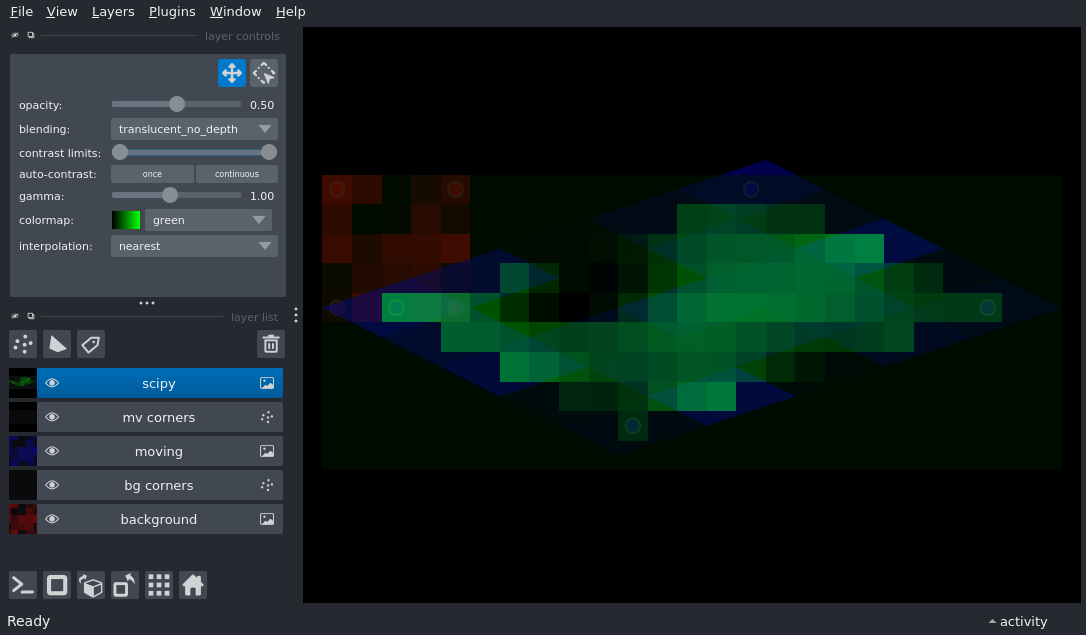 File View Layers Plugins Window Help
layer controls
opacity: 0.50
blending: translucent_no_depth
contrast limits:
auto-contrast: once continuous
gamma: 1.00
colormap: green
interpolation: nearest
layer list
scipy
mv corners
moving
bg corners
background
Ready
activity